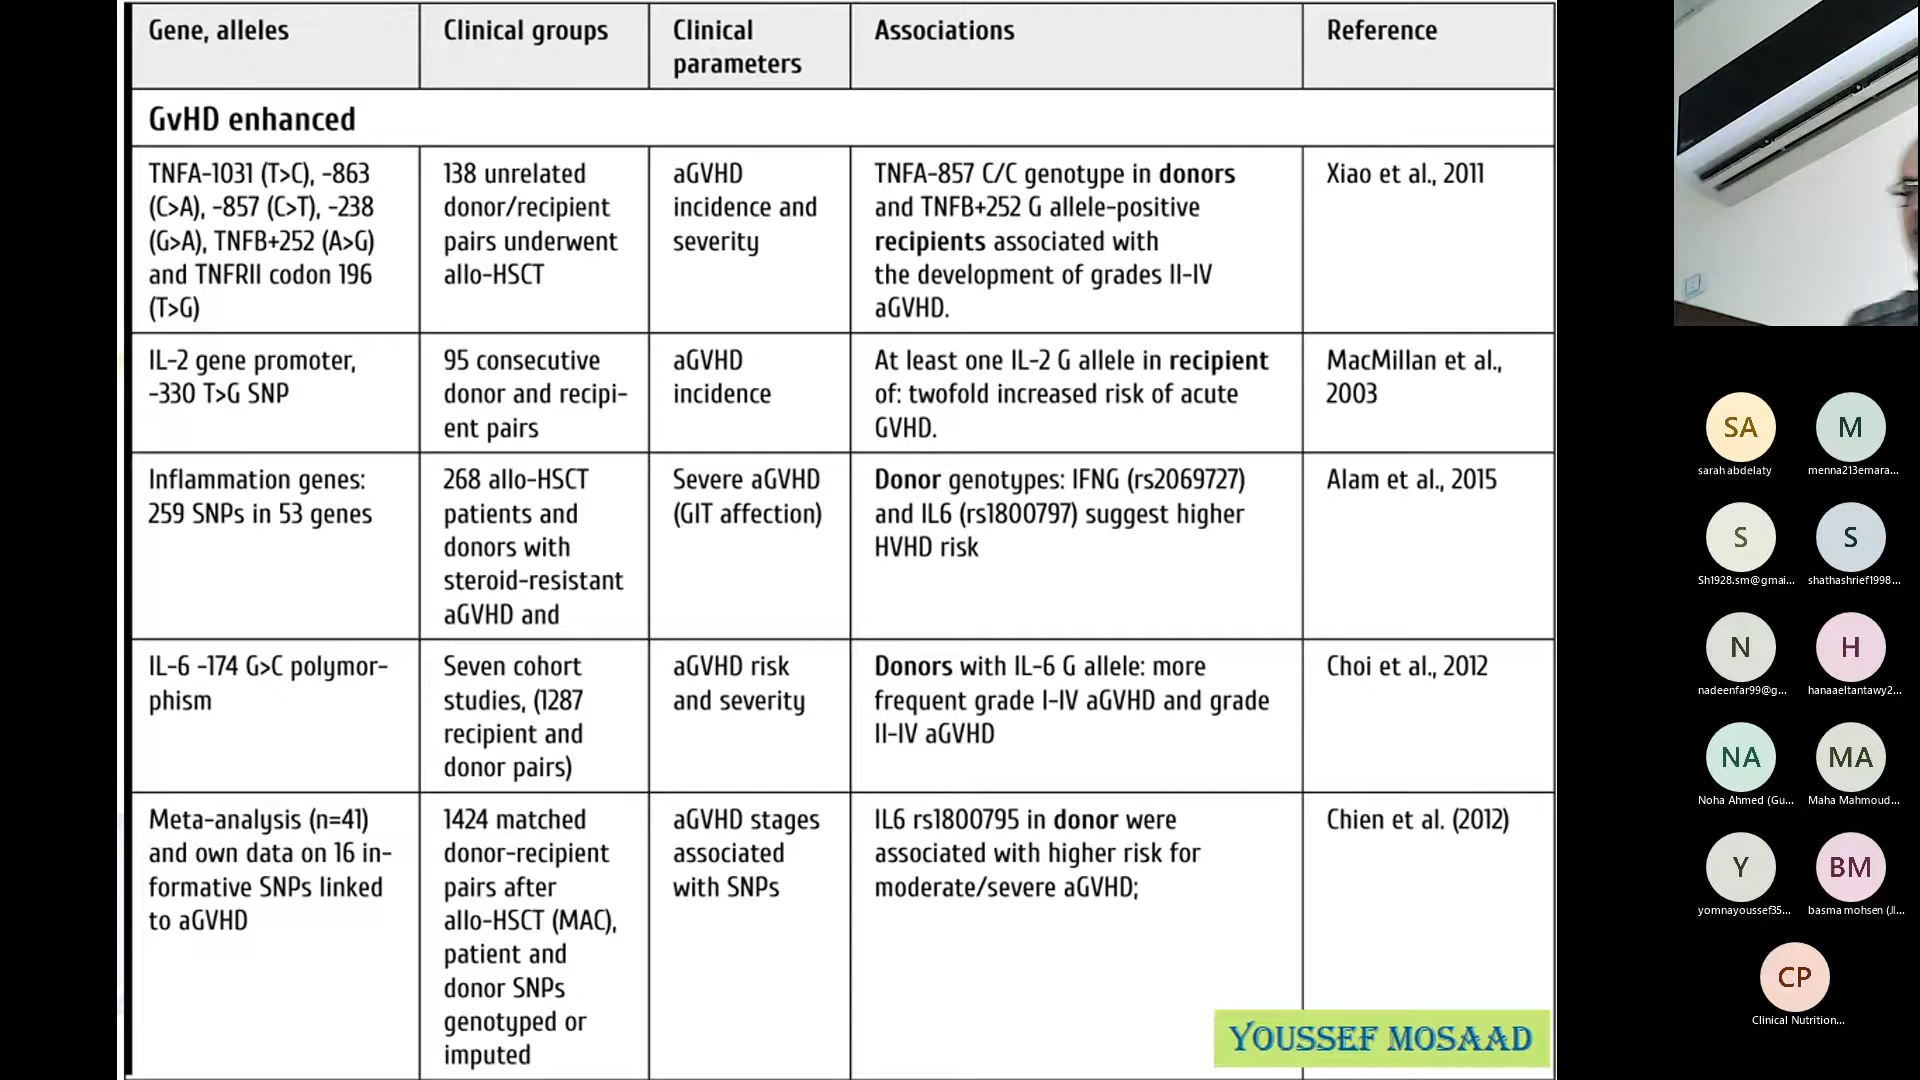 Gene, alleles
Clinical groups
Clinical
parameters
Associations
Reference
GvHD enhanced
TNFA-1031 (T>C), -863
(C>A), -857 (C>T), -238
(G>A), TNFB+252 (A>G)
and TNFRII codon 196
(T>G)
138 unrelated
donor/recipient
pairs underwent
allo-HSCT
aGVHD
incidence and
severity
TNFA-857 C/C genotype in donors
and TNFB+252 G allele-positive
recipients associated with
the development of grades II-IV
aGVHD.
Xiao et al., 2011
IL-2 gene promoter,
-330 T>G SNP
95 consecutive
donor and recipi-
ent pairs
aGVHD
incidence
At least one IL-2 G allele in recipient
of: twofold increased risk of acute
GVHD.
MacMillan et al.,
2003
Inflammation genes:
259 SNPs in 53 genes
268 allo-HSCT
patients and
donors with
steroid-resistant
aGVHD and
Severe aGVHD
(GIT affection)
Donor genotypes: IFNG (rs2069727)
and IL6 (rs1800797) suggest higher
HVHD risk
Alam et al., 2015
IL-6 -174 G>C polymor-
phism
Seven cohort
studies, (1287
recipient and
donor pairs)
aGVHD risk
and severity
Donors with IL-6 G allele: more
frequent grade I-IV aGVHD and grade
II-IV aGVHD
Choi et al., 2012
Meta-analysis (n=41)
and own data on 16 in-
formative SNPs linked
to aGVHD
1424 matched
donor-recipient
pairs after
allo-HSCT (MAC),
patient and
donor SNPs
genotyped or
imputed
aGVHD stages
associated
with SNPs
IL6 rs1800795 in donor were
associated with higher risk for
moderate/severe aGVHD;
Chien et al. (2012)
YOUSSEF MOSAAD
SA
sarah abdelaty
M
menna213emara...
S
Sh1928.sm@gmai...
S
shathashrief1998...
N
nadeenfar99@g...
H
hanaaeltantawy2...
NA
Noha Ahmed (Gu...
MA
Maha Mahmoud...
Y
yomnayoussef35...
BM
basma mohsen (Jl...
CP
Clinical Nutrition...